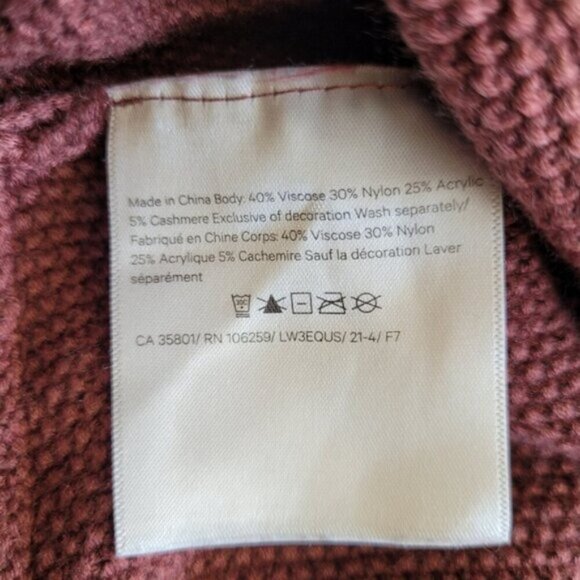 Made in China Body: 40% Viscose 30% Nylon 25% Acrylic
5% Cashmere Exclusive of decoration Wash separately/
Fabriqué en Chine Corps: 40% Viscose 30% Nylon
25% Acrylique 5% Cachemire Sauf la décoration Laver
séparément
CA 35801/ RN 106259/ LW3EQUS/ 21-4/ F7